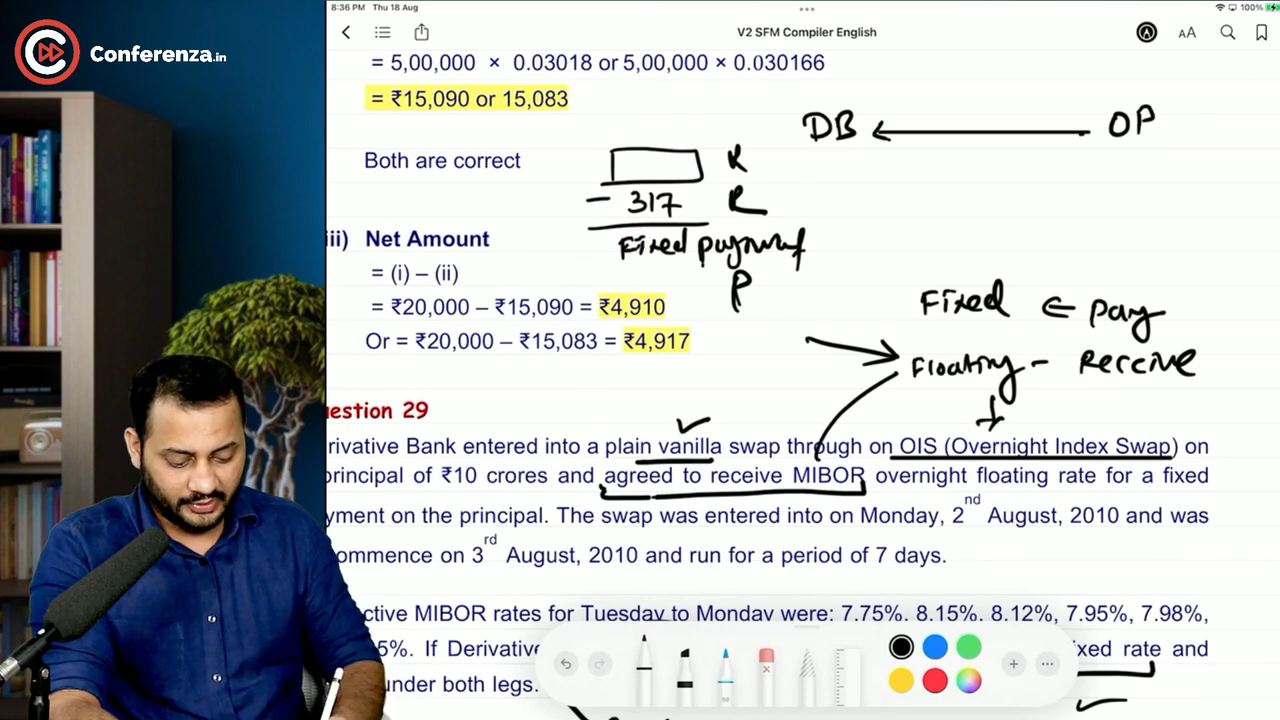 8:36 PM Thu 18 Aug
100%
Conferenza.in
V2 SFM Compiler English
AA
= 5,00,000 × 0.03018 or 5,00,000 × 0.030166
= ₹15,090 or 15,083
DB ← OP
Both are correct
R
- 317 R
Fixed payment
P
iii) Net Amount
= (i) – (ii)
= ₹20,000 – ₹15,090 = ₹4,910
Or = ₹20,000 – ₹15,083 = ₹4,917
Fixed ← pay
Floating - Receive
estion 29
rivative Bank entered into a plain vanilla swap through on OIS (Overnight Index Swap) on
principal of ₹10 crores and agreed to receive MIBOR overnight floating rate for a fixed
yment on the principal. The swap was entered into on Monday, 2nd August, 2010 and was
ommence on 3rd August, 2010 and run for a period of 7 days.
ctive MIBOR rates for Tuesday to Monday were: 7.75%, 8.15%, 8.12%, 7.95%, 7.98%,
5%. If Derivative xed rate and
under both legs.